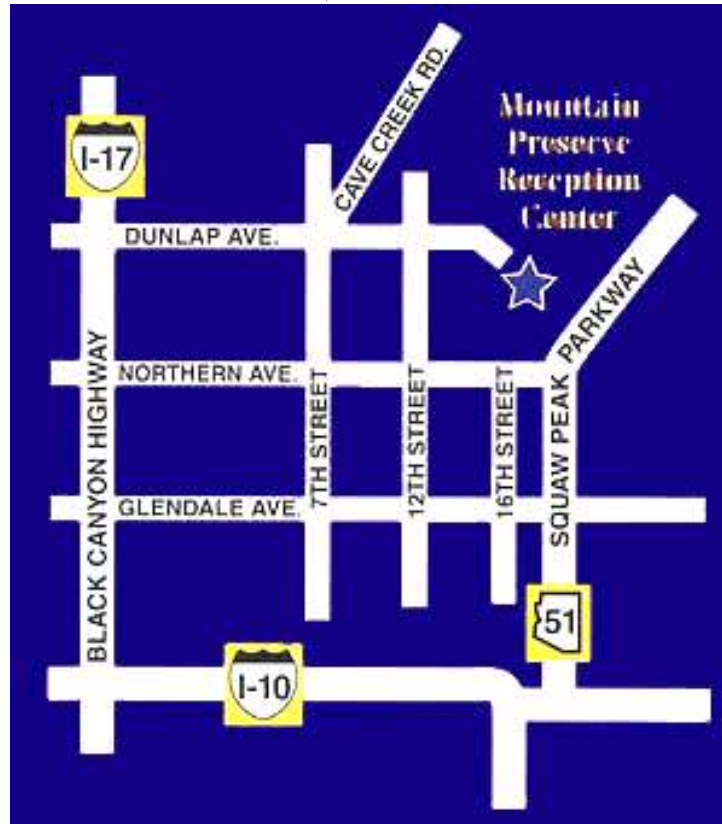 Mountain
Preserve
Reception
Center
I-17
CAVE CREEK RD.
DUNLAP AVE.
PARKWAY
NORTHERN AVE.
BLACK CANYON HIGHWAY
7TH STREET
12TH STREET
16TH STREET
SQUAW PEAK
GLENDALE AVE.
51
I-10